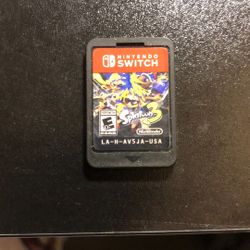 NINTENDO
SWITCH
Splatoon 3
E
Nintendo
LA-H-AV5JA-USA